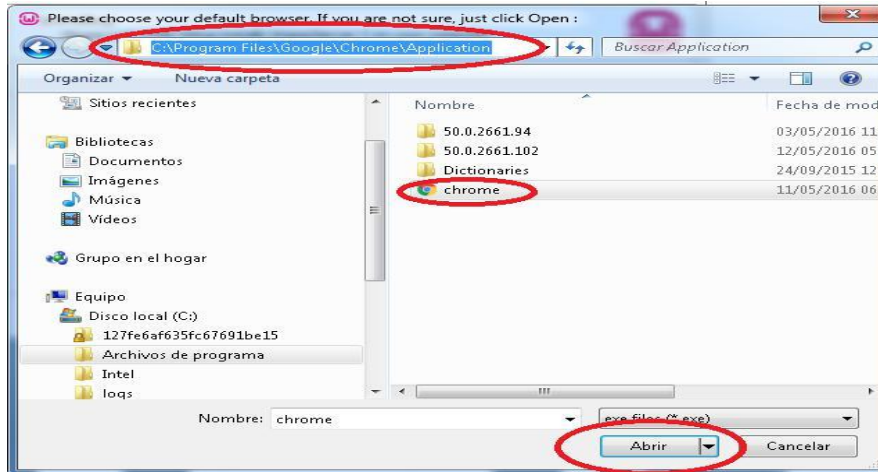 Please choose your default browser. If you are not sure, just click Open :
C:\Program Files\Google\Chrome\Application
Buscar Application
Organizar
Nueva carpeta
Sitios recientes
Bibliotecas
Documentos
Imágenes
Música
Vídeos
Grupo en el hogar
Equipo
Disco local (C:)
127fe6af635fc67691be15
Archivos de programa
Intel
logs
Nombre
Fecha de mod
50.0.2661.94
03/05/2016 11
50.0.2661.102
12/05/2016 05
Dictionaries
24/09/2015 12
chrome
11/05/2016 06
Nombre: chrome
exe files (*.exe)
Abrir
Cancelar